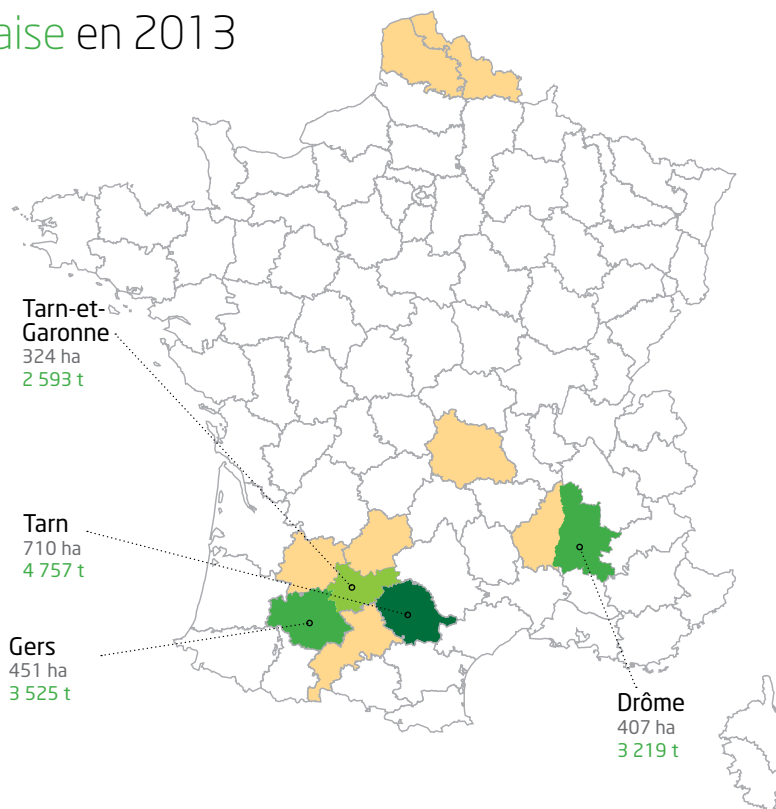 aise en 2013
Tarn-et-
Garonne
324 ha
2 593 t
Tarn
710 ha
4 757 t
Gers
451 ha
3 525 t
Drôme
407 ha
3 219 t